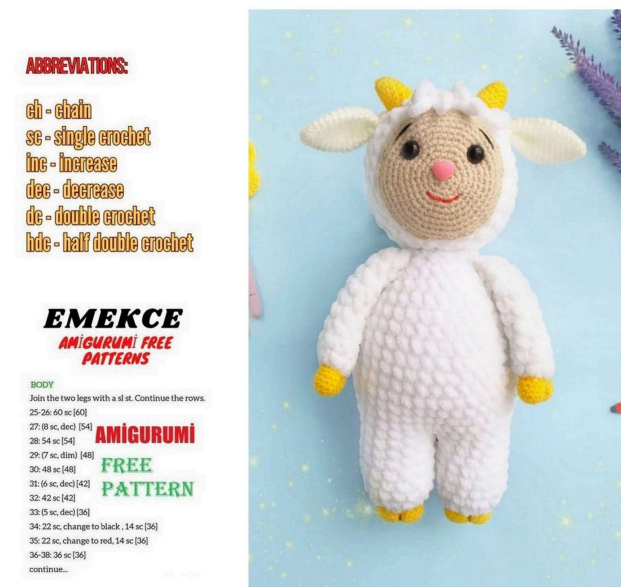 ABBREVIATIONS:
ch - chain
sc - single crochet
inc - increase
dec - decrease
dc - double crochet
hdc - half double crochet
EMEKCE
AMİGURUMİ FREE
PATTERNS
BODY
Join the two legs with a sl st. Continue the rows.
25-26: 60 sc [60]
27: (8 sc, dec) [54]
28: 54 sc [54]
29: (7 sc, dim) [48]
30: 48 sc [48]
31: (6 sc, dec) [42]
32: 42 sc [42]
33: (5 sc, dec) [36]
34: 22 sc, change to black , 14 sc [36]
35: 22 sc, change to red, 14 sc [36]
36-38: 36 sc [36]
continue...
AMİGURUMİ
FREE
PATTERN